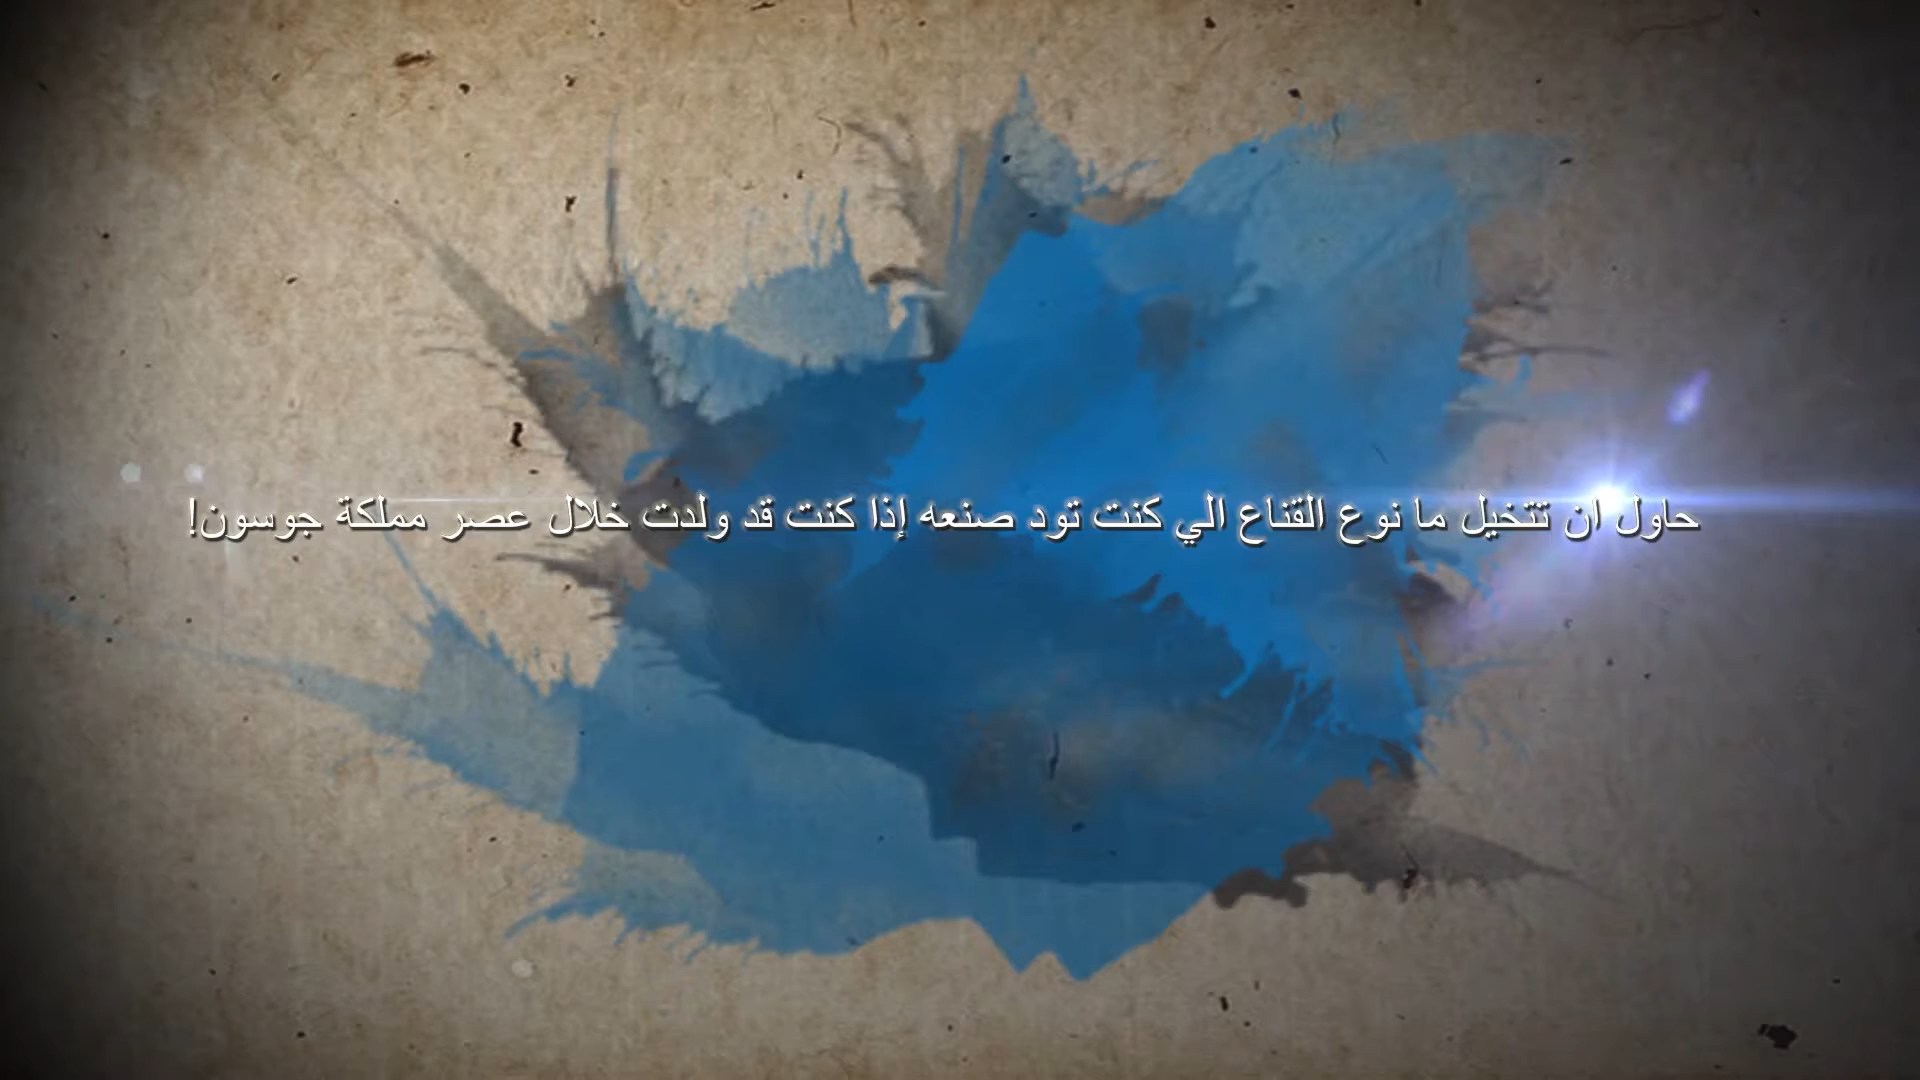 حاول ان تتخيل ما نوع القناع الي كنت تود صنعه إذا كنت قد ولدت خلال عصر مملكة جوسون!